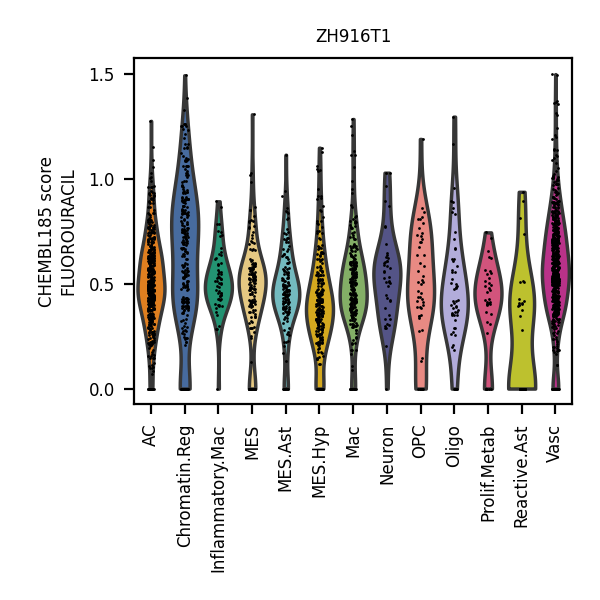 ZH916T1
CHEMBL185 score
FLUOROURACIL
1.5
1.0
0.5
0.0
AC
Chromatin.Reg
Inflammatory.Mac
MES
MES.Ast
MES.Hyp
Mac
Neuron
OPC
Oligo
Prolif.Metab
Reactive.Ast
Vasc